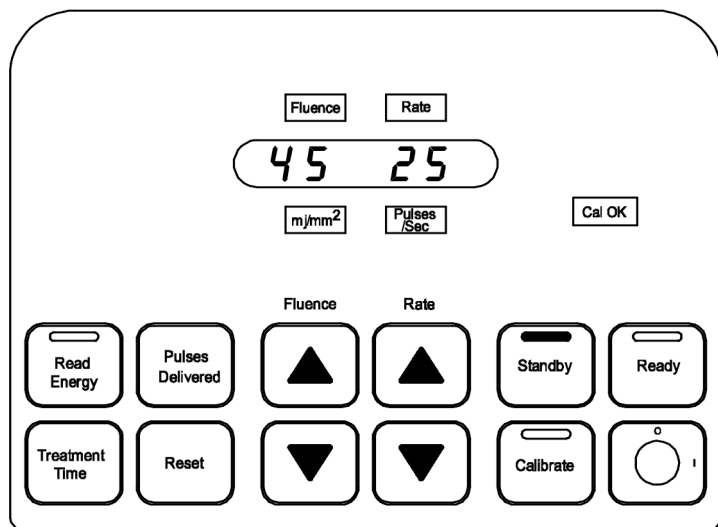 Fluence Rate
45 25
mj/mm² Pulses
/Sec
Cal OK
Fluence Rate
Read
Energy
Pulses
Delivered
Standby
Ready
Treatment
Time
Reset
Calibrate
O
I